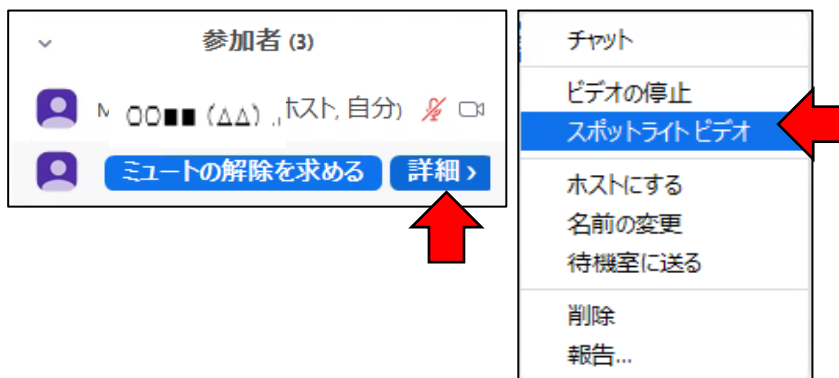 参加者 (3)
〇〇■■ (△△) ホスト, 自分)
ミュートの解除を求める
詳細 ›
チャット
ビデオの停止
スポットライト ビデオ
ホストにする
名前の変更
待機室に送る
削除
報告...